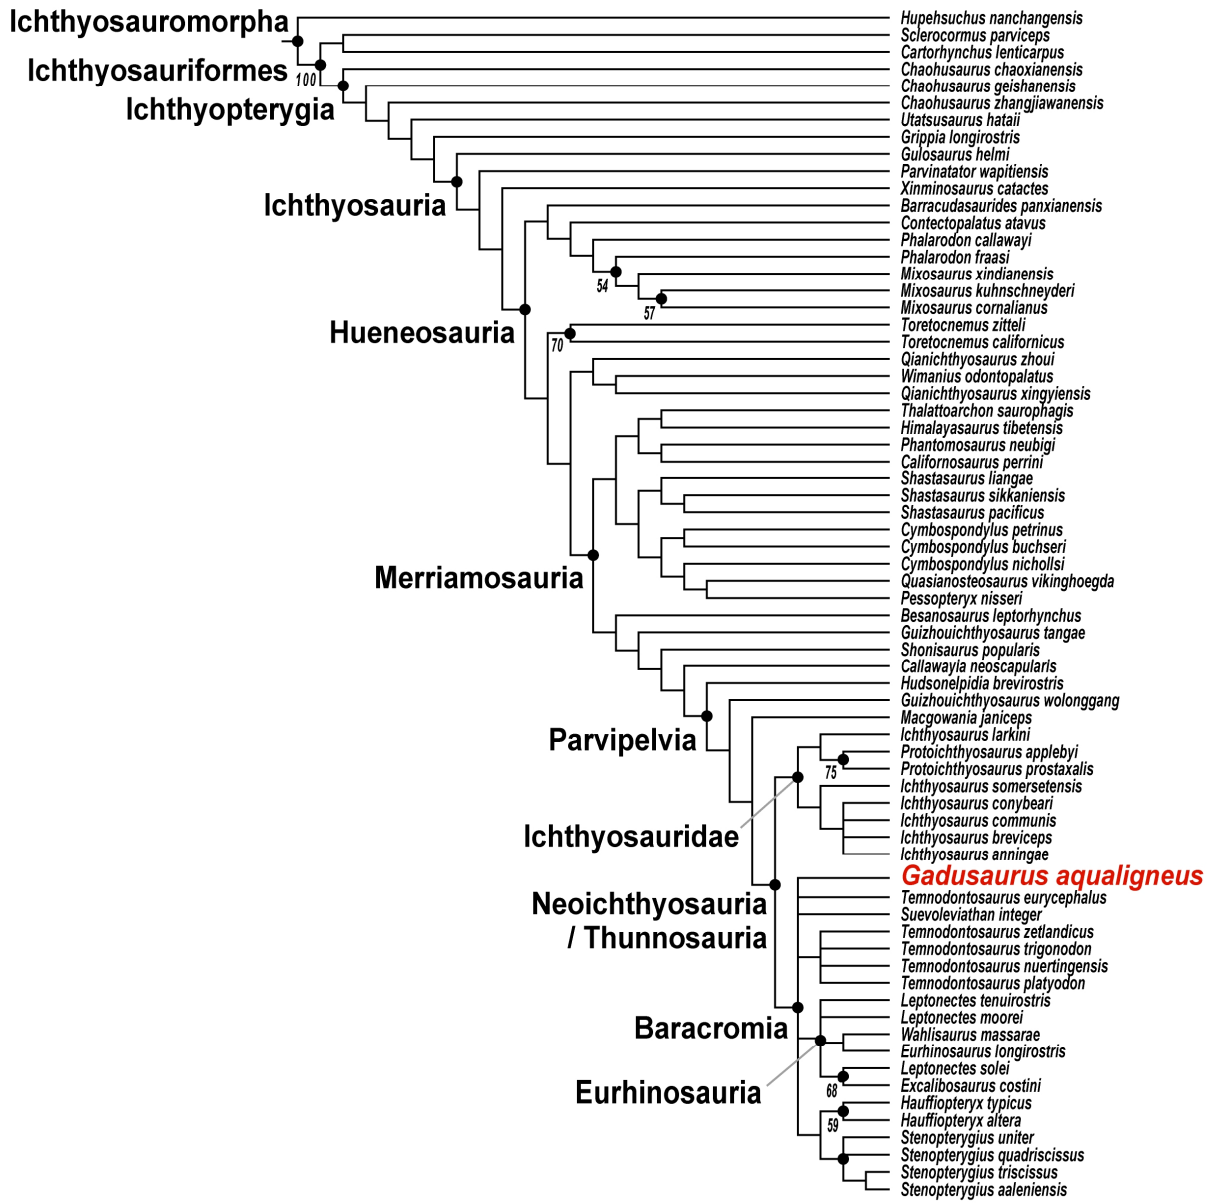 Ichthyosauromorpha
Hupehsuchus nanchangensis
Sclerocormus parviceps
Cartorhynchus lenticarpus
Ichthyosauriformes
100
Chaohusaurus chaoxianensis
Chaohusaurus geishanensis
Ichthyopterygia
Chaohusaurus zhangjiawanensis
Utatsusaurus hataii
Grippia longirostris
Gulosaurus helmi
Parvinatator wapitiensis
Xinminosaurus catactes
Ichthyosauria
Barracudasaurides panxianensis
Contectopalatus atavus
Phalarodon callawayi
Phalarodon fraasi
Mixosaurus xindianensis
54
Mixosaurus kuhnschneyderi
Mixosaurus cornalianus
57
Toretocnemus zitteli
Hueneosauria
Toretocnemus californicus
70
Qianichthyosaurus zhoui
Wimanius odontopalatus
Qianichthyosaurus xingyiensis
Thalattoarchon saurophagis
Himalayasaurus tibetensis
Phantomosaurus neubigi
Californosaurus perrini
Shastasaurus liangae
Shastasaurus sikkaniensis
Shastasaurus pacificus
Cymbospondylus petrinus
Cymbospondylus buchseri
Cymbospondylus nichollsi
Merriamosauria
Quasianosteosaurus vikinghoegda
Pessopteryx nisseri
Besanosaurus leptorhynchus
Guizhouichthyosaurus tangae
Shonisaurus popularis
Callawayia neoscapularis
Hudsonelpidia brevirostris
Guizhouichthyosaurus wolonggang
Macgowania janiceps
Parvipelvia
Ichthyosaurus larkini
Protoichthyosaurus applebyi
Protoichthyosaurus prostaxalis
75
Ichthyosaurus somersetensis
Ichthyosaurus conybeari
Ichthyosaurus communis
Ichthyosauridae
Ichthyosaurus breviceps
Ichthyosaurus anningae
Gadusaurus aqualigneus
Temnodontosaurus eurycephalus
Neoichthyosauria
/ Thunnosauria
Suevoleviathan integer
Temnodontosaurus zetlandicus
Temnodontosaurus trigonodon
Temnodontosaurus nuertingensis
Temnodontosaurus platyodon
Leptonectes tenuirostris
Leptonectes moorei
Baracromia
Wahlisaurus massarae
Eurhinosaurus longirostris
Leptonectes solei
Excalibosaurus costini
68
Eurhinosauria
Hauffiopteryx typicus
Hauffiopteryx altera
59
Stenopterygius uniter
Stenopterygius quadriscissus
Stenopterygius triscissus
Stenopterygius aaleniensis